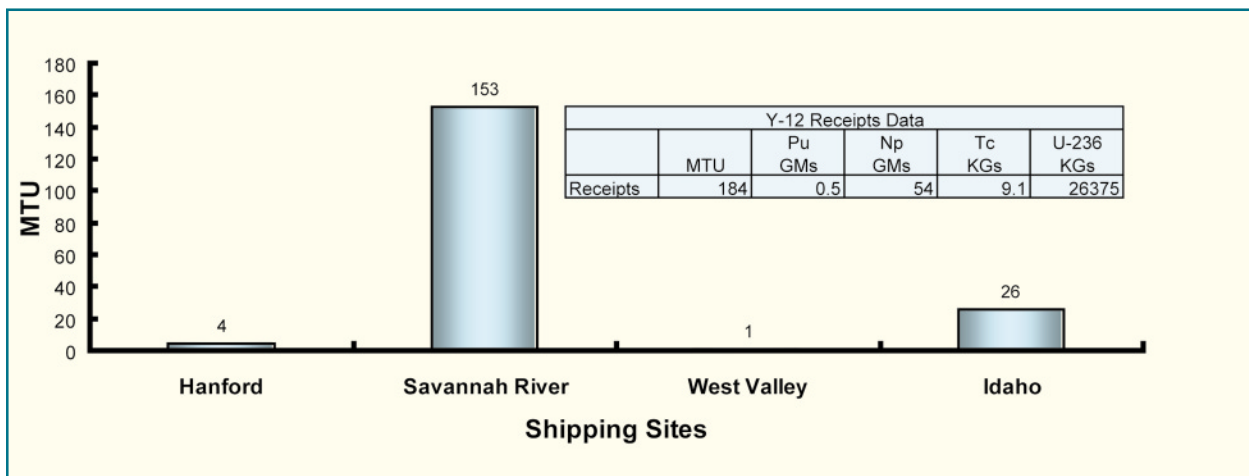 180
160
140
120
100
80
60
40
20
0
MTU
4
153
1
26
Y-12 Receipts Data
MTU Pu GMs Np GMs Tc KGs U-236 KGs
Receipts 184 0.5 54 9.1 26375
Hanford Savannah River West Valley Idaho
Shipping Sites